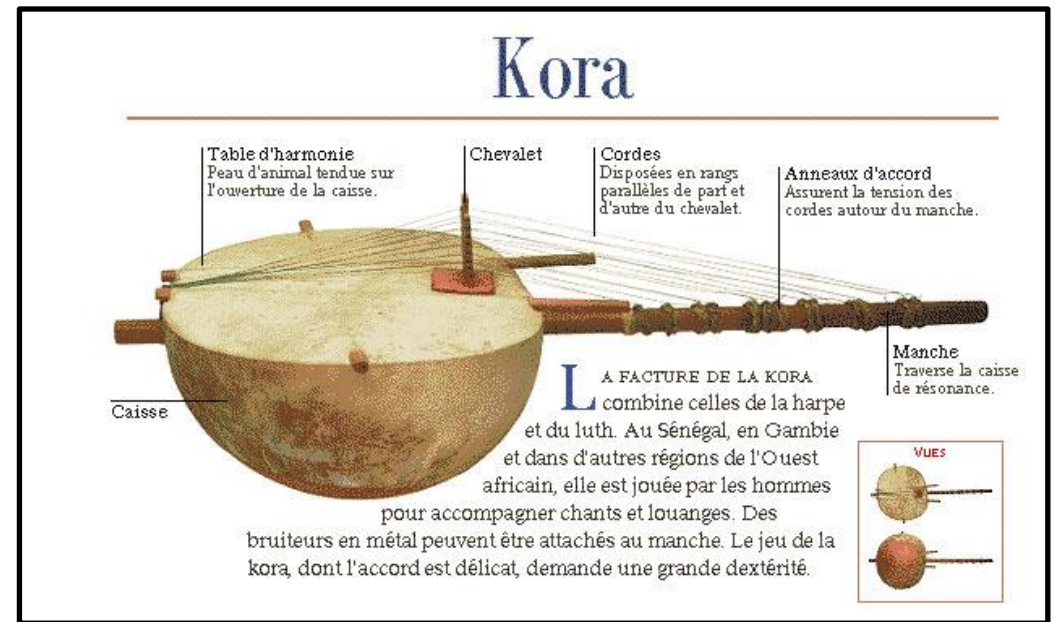 Kora
Table d'harmonie
Peau d'animal tendue sur
l'ouverture de la caisse.
Chevalet
Cordes
Disposées en rangs
parallèles de part et
d'autre du chevalet.
Anneaux d'accord
Assurent la tension des
cordes autour du manche.
Manche
Traverse la caisse
de résonance.
Caisse
LA FACTURE DE LA KORA
combine celles de la harpe
et du luth. Au Sénégal, en Gambie
et dans d'autres régions de l'Ouest
africain, elle est jouée par les hommes
pour accompagner chants et louanges. Des
bruiteurs en métal peuvent être attachés au manche. Le jeu de la
kora, dont l'accord est délicat, demande une grande dextérité.
VUES